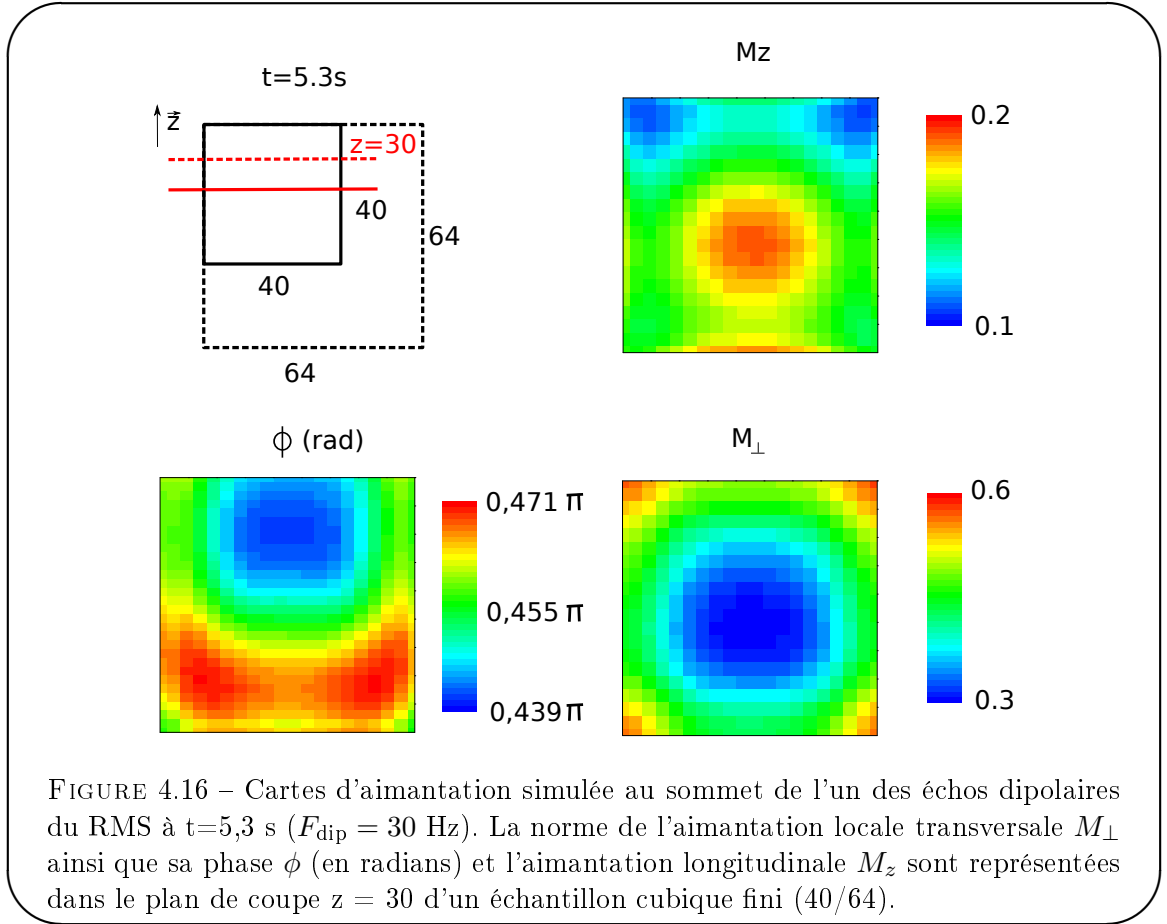 t=5.3s
z⃗
z=30
40
64
40
64
Mz
0.2
0.1
ϕ (rad)
0,471 π
0,455 π
0,439 π
M⊥
0.6
0.3
FIGURE 4.16 – Cartes d'aimantation simulée au sommet de l'un des échos dipolaires
du RMS à t=5,3 s (F_dip = 30 Hz). La norme de l'aimantation locale transversale M⊥
ainsi que sa phase ϕ (en radians) et l'aimantation longitudinale M_z sont représentées
dans le plan de coupe z = 30 d'un échantillon cubique fini (40/64).